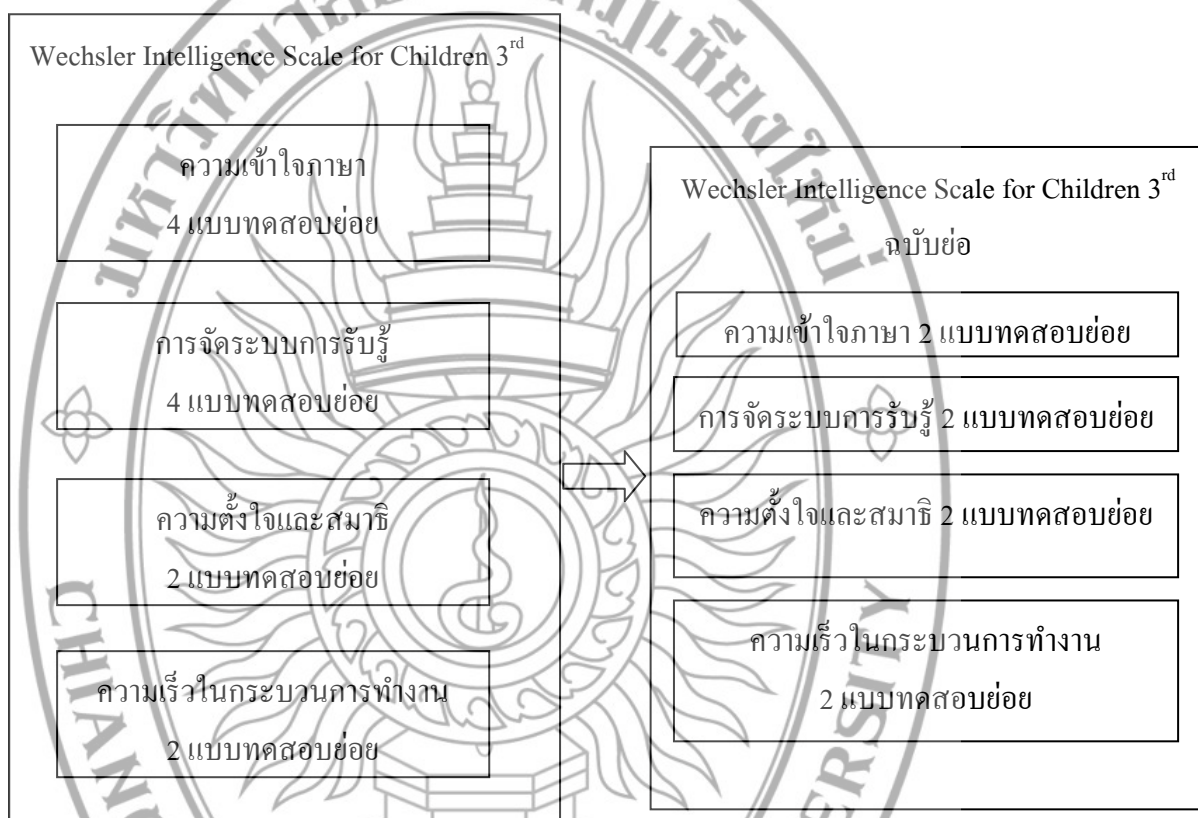 Wechsler Intelligence Scale for Children 3rd
ความเข้าใจภาษา
4 แบบทดสอบย่อย
การจัดระบบการรับรู้
4 แบบทดสอบย่อย
ความตั้งใจและสมาธิ
2 แบบทดสอบย่อย
ความเร็วในกระบวนการทำงาน
2 แบบทดสอบย่อย
Wechsler Intelligence Scale for Children 3rd
ฉบับย่อ
ความเข้าใจภาษา 2 แบบทดสอบย่อย
การจัดระบบการรับรู้ 2 แบบทดสอบย่อย
ความตั้งใจและสมาธิ 2 แบบทดสอบย่อย
ความเร็วในกระบวนการทำงาน
2 แบบทดสอบย่อย
CHIANG